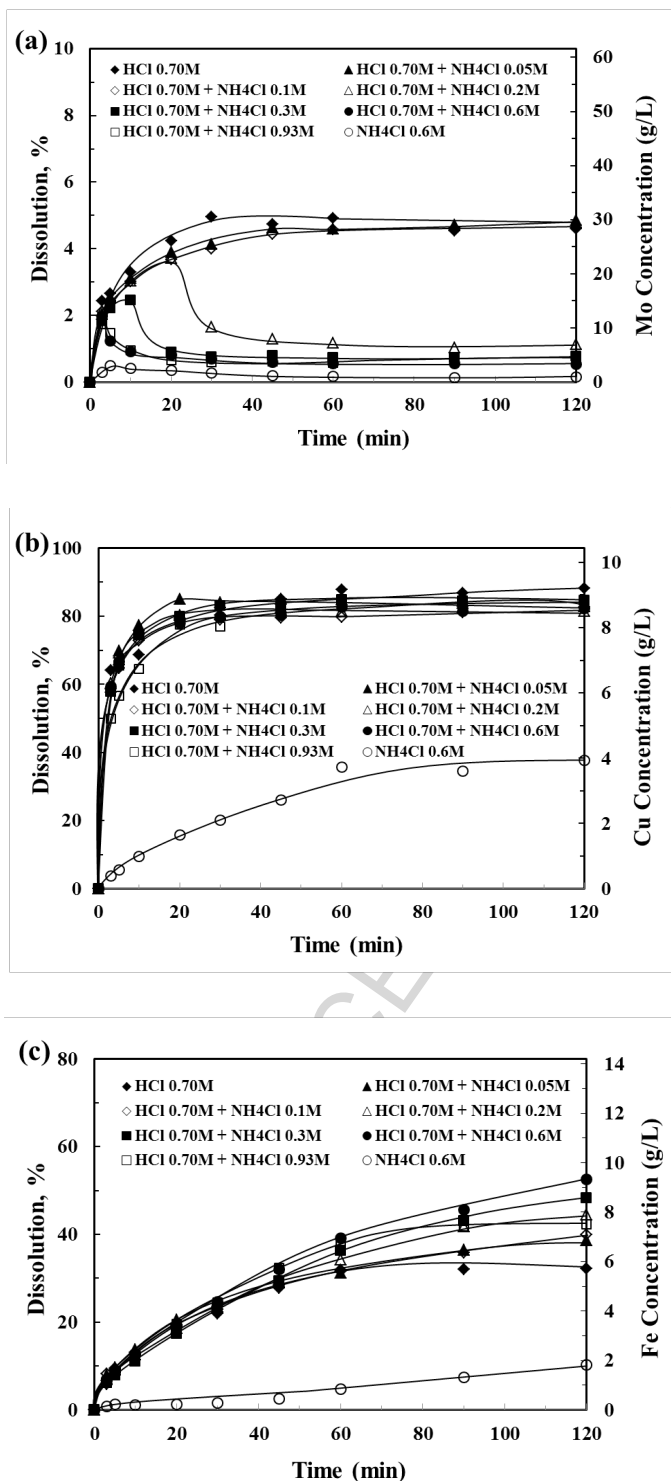 (a)
10
8
6
4
2
0
0 20 40 60 80 100 120
60
50
40
30
20
10
0
Dissolution, %
Mo Concentration (g/L)
Time (min)
HCl 0.70M
HCl 0.70M + NH4Cl 0.05M
HCl 0.70M + NH4Cl 0.1M
HCl 0.70M + NH4Cl 0.2M
HCl 0.70M + NH4Cl 0.3M
HCl 0.70M + NH4Cl 0.6M
HCl 0.70M + NH4Cl 0.93M
NH4Cl 0.6M
(b)
100
80
60
40
20
0
0 20 40 60 80 100 120
10
8
6
4
2
0
Dissolution, %
Cu Concentration (g/L)
Time (min)
HCl 0.70M
HCl 0.70M + NH4Cl 0.05M
HCl 0.70M + NH4Cl 0.1M
HCl 0.70M + NH4Cl 0.2M
HCl 0.70M + NH4Cl 0.3M
HCl 0.70M + NH4Cl 0.6M
HCl 0.70M + NH4Cl 0.93M
NH4Cl 0.6M
(c)
80
60
40
20
0
0 20 40 60 80 100 120
14
12
10
8
6
4
2
0
Dissolution, %
Fe Concentration (g/L)
Time (min)
HCl 0.70M
HCl 0.70M + NH4Cl 0.05M
HCl 0.70M + NH4Cl 0.1M
HCl 0.70M + NH4Cl 0.2M
HCl 0.70M + NH4Cl 0.3M
HCl 0.70M + NH4Cl 0.6M
HCl 0.70M + NH4Cl 0.93M
NH4Cl 0.6M